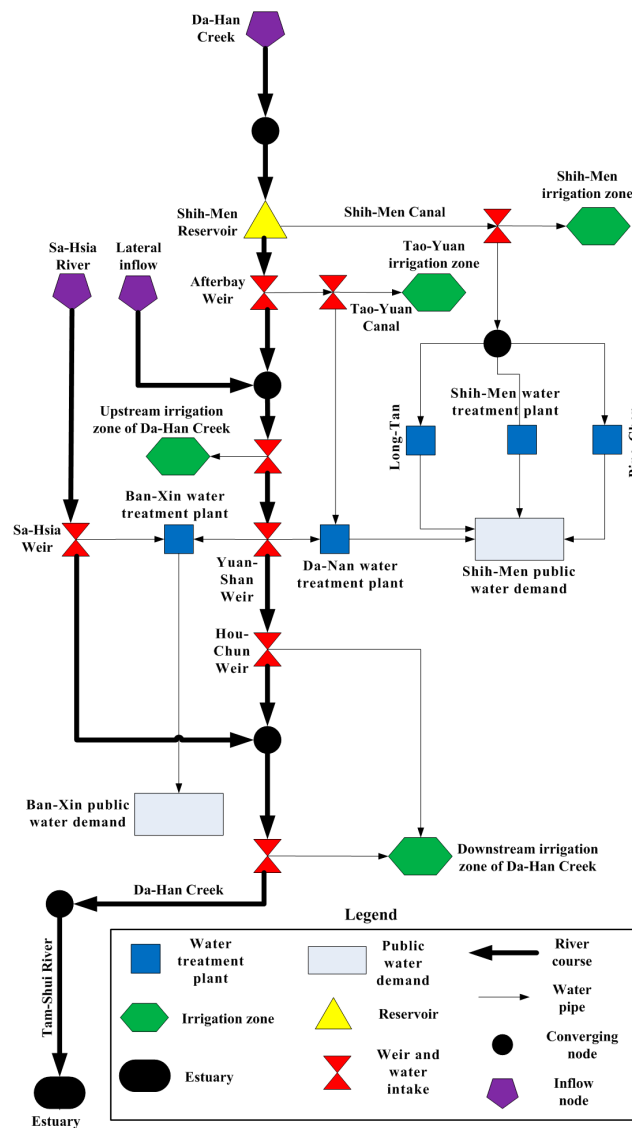 Da-Han
Creek
Shih-Men
irrigation zone
Shih-Men
Reservoir
Shih-Men Canal
Sa-Hsia
River
Lateral
inflow
Tao-Yuan
irrigation zone
Afterbay
Weir
Tao-Yuan
Canal
Shih-Men water
treatment plant
Upstream irrigation
zone of Da-Han Creek
Long-Tan
Ban-Xin water
treatment plant
Sa-Hsia
Weir
Yuan-
Shan
Weir
Da-Nan water
treatment plant
Shih-Men public
water demand
Hou-
Chun
Weir
Ban-Xin public
water demand
Downstream irrigation
zone of Da-Han Creek
Da-Han Creek
Tam-Shui River
Estuary
Legend
Water
treatment
plant
Public
water
demand
River
course
Irrigation zone
Reservoir
Water
pipe
Estuary
Weir and
water
intake
Converging
node
Inflow
node